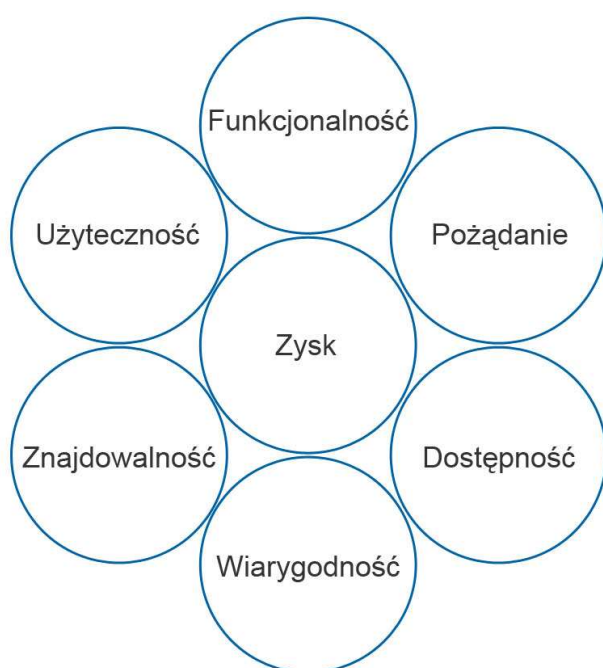 Funkcjonalność
Użyteczność
Pożądanie
Zysk
Znajdowalność
Dostępność
Wiarygodność